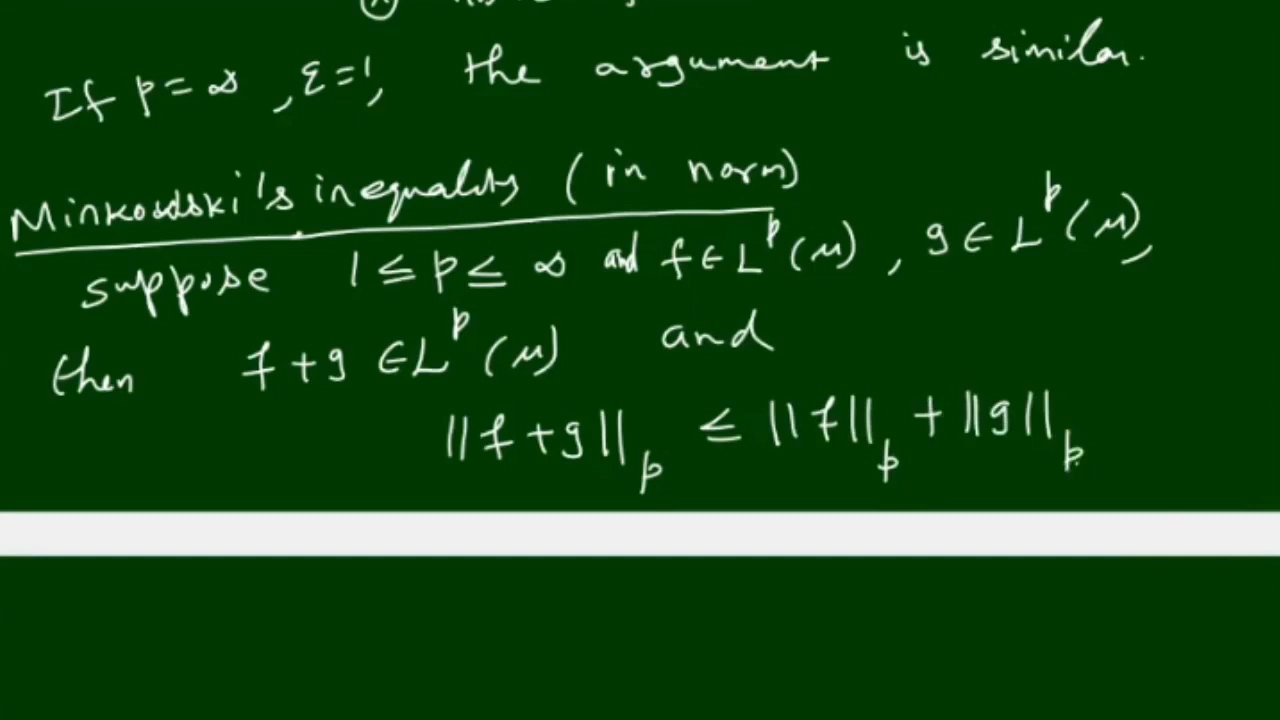 If p = ∞, q = 1, the argument is similar.
Minkowski's inequality (in norm)
suppose 1 ≤ p ≤ ∞ and f ∈ L^p(μ), g ∈ L^p(μ),
then f + g ∈ L^p(μ) and
||f + g||_p ≤ ||f||_p + ||g||_p.